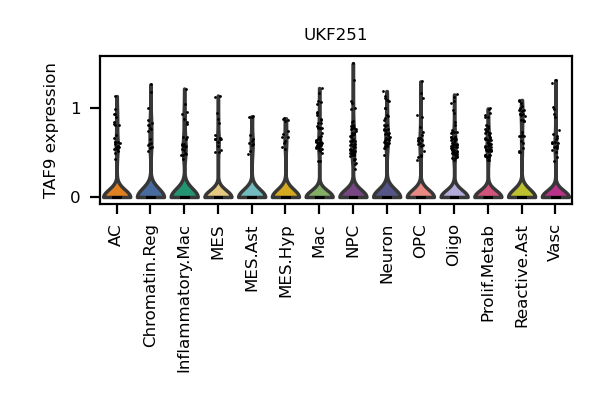 UKF251
TAF9 expression
1
0
AC
Chromatin.Reg
Inflammatory.Mac
MES
MES.Ast
MES.Hyp
Mac
NPC
Neuron
OPC
Oligo
Prolif.Metab
Reactive.Ast
Vasc